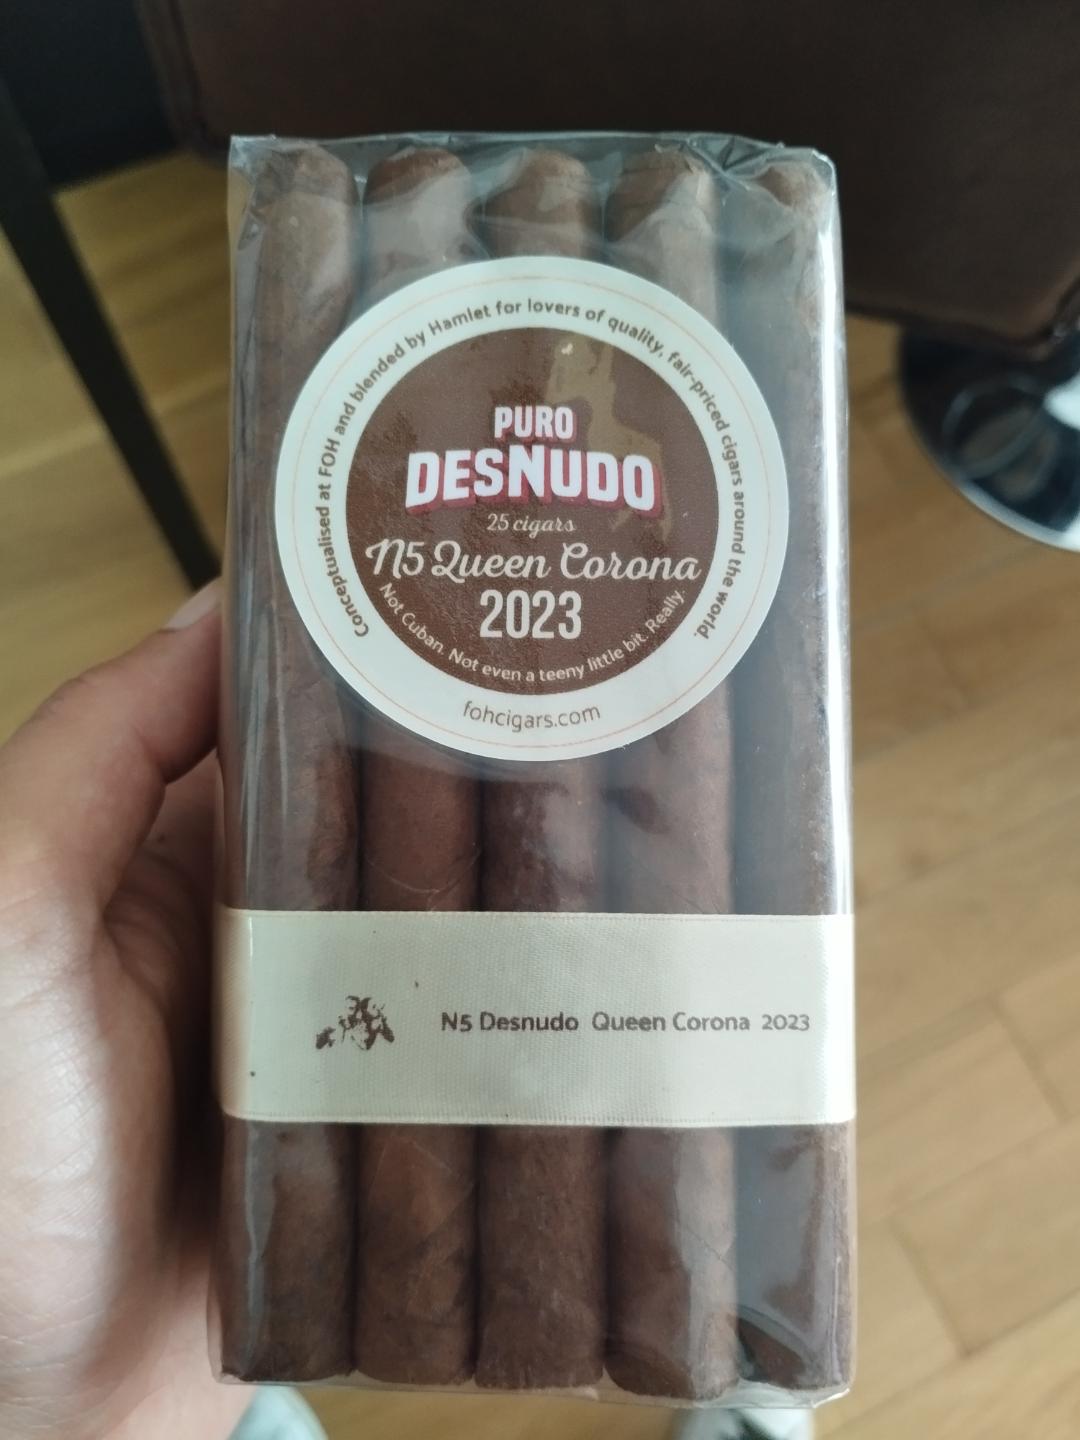 Conceptualised at FOH and blended by Hamlet for lovers of quality, fair-priced cigars around the world.
PURO
DESNUDO
25 cigars
N5 Queen Corona
2023
Not Cuban. Not even a teeny little bit. Really.
fohcigars.com
N5 Desnudo Queen Corona 2023